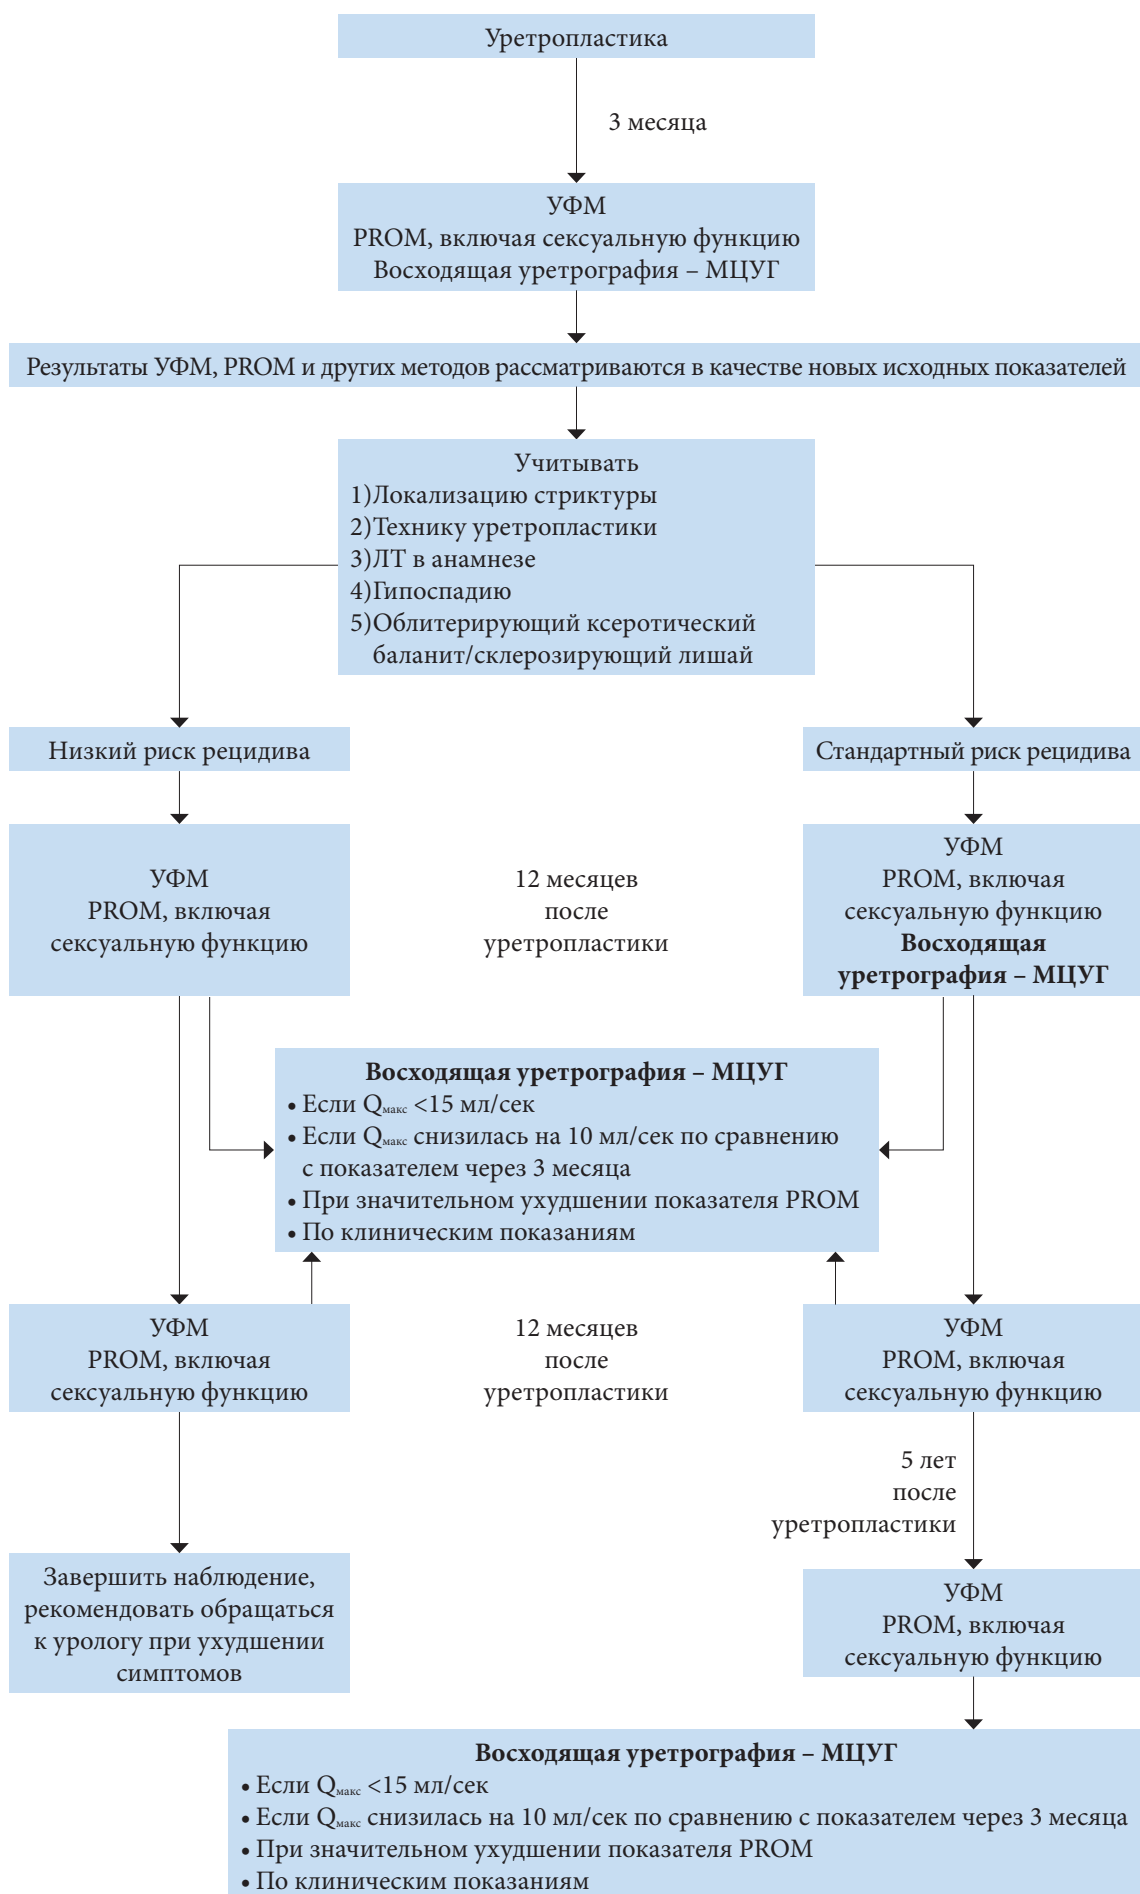 Уретропластика
3 месяца
УФМ
PROM, включая сексуальную функцию
Восходящая уретрография – МЦУГ
Результаты УФМ, PROM и других методов рассматриваются в качестве новых исходных показателей
Учитывать
1)Локализацию стриктуры
2)Технику уретропластики
3)ЛТ в анамнезе
4)Гипоспадию
5)Облитерирующий ксеротический
баланит/склерозирующий лишай
Низкий риск рецидива
Стандартный риск рецидива
УФМ
PROM, включая
сексуальную функцию
12 месяцев
после
уретропластики
УФМ
PROM, включая
сексуальную функцию
Восходящая
уретрография – МЦУГ
Восходящая уретрография – МЦУГ
• Если Qмакс <15 мл/сек
• Если Qмакс снизилась на 10 мл/сек по сравнению
с показателем через 3 месяца
• При значительном ухудшении показателя PROM
• По клиническим показаниям
УФМ
PROM, включая
сексуальную функцию
12 месяцев
после
уретропластики
УФМ
PROM, включая
сексуальную функцию
5 лет
после
уретропластики
Завершить наблюдение,
рекомендовать обращаться
к урологу при ухудшении
симптомов
УФМ
PROM, включая
сексуальную функцию
Восходящая уретрография – МЦУГ
• Если Qмакс <15 мл/сек
• Если Qмакс снизилась на 10 мл/сек по сравнению с показателем через 3 месяца
• При значительном ухудшении показателя PROM
• По клиническим показаниям